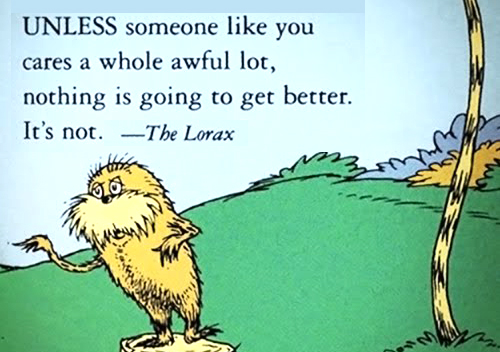 UNLESS someone like you
cares a whole awful lot,
nothing is going to get better.
It's not. —The Lorax